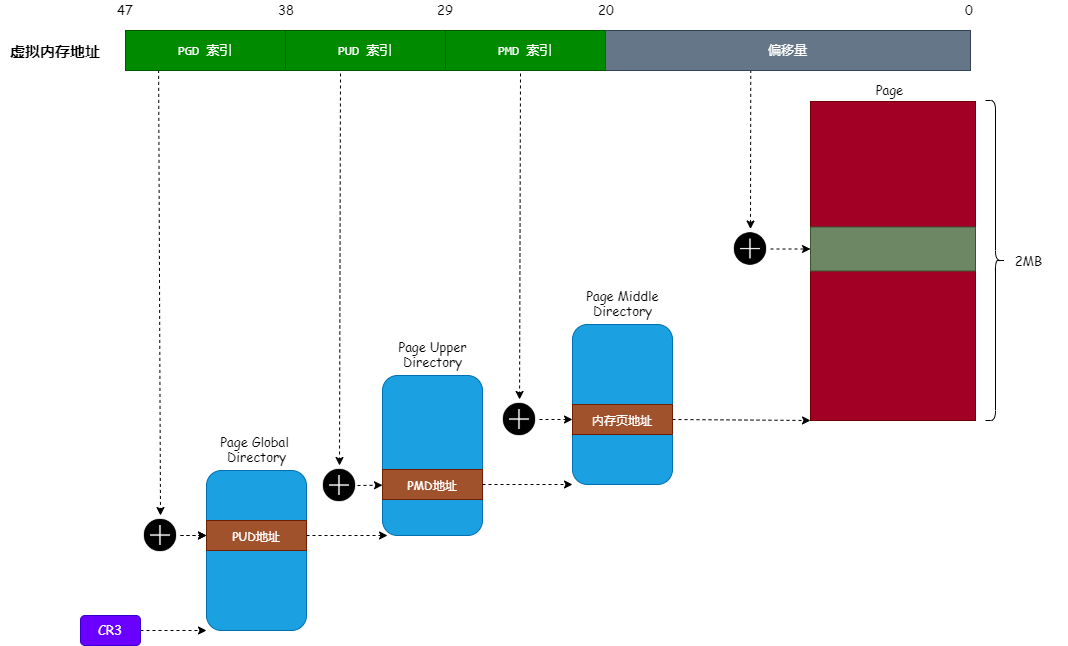 47 38 29 20 0
虚拟内存地址 PGD 索引 PUD 索引 PMD 索引 偏移量
Page
2MB
Page Middle
Directory
Page Upper
Directory
内存页地址
Page Global
Directory
PMD地址
PUD地址
CR3